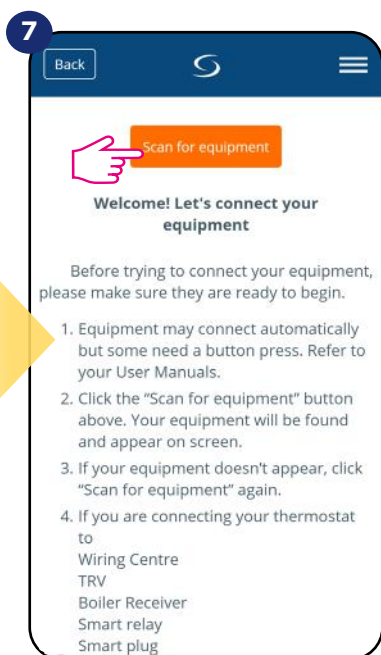 7
Back
Scan for equipment
Welcome! Let's connect your
equipment
Before trying to connect your equipment,
please make sure they are ready to begin.
1. Equipment may connect automatically
but some need a button press. Refer to
your User Manuals.
2. Click the “Scan for equipment” button
above. Your equipment will be found
and appear on screen.
3. If your equipment doesn't appear, click
“Scan for equipment” again.
4. If you are connecting your thermostat
to
Wiring Centre
TRV
Boiler Receiver
Smart relay
Smart plug